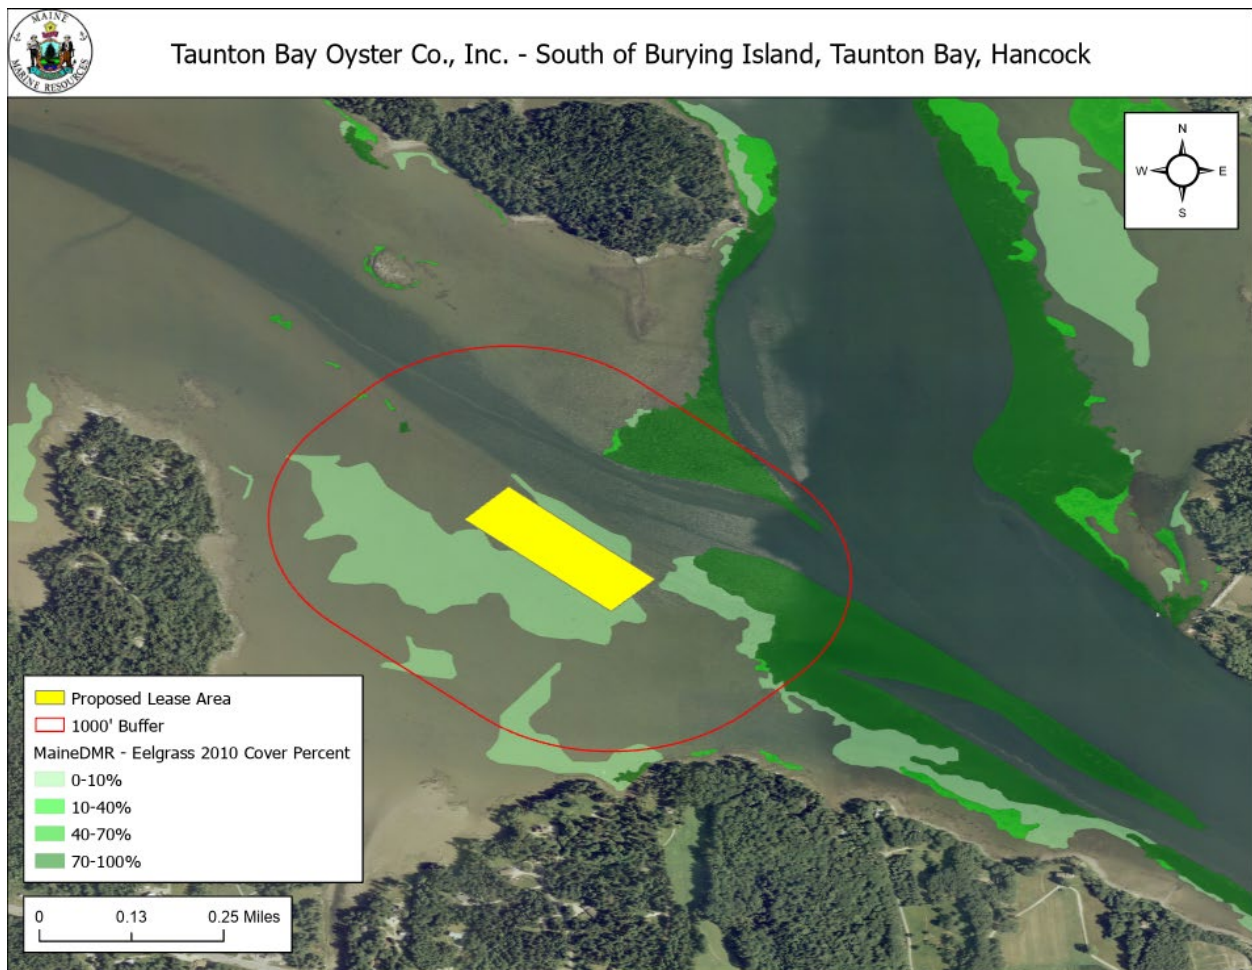 MAINE
MARINE RESOURCES
Taunton Bay Oyster Co., Inc. - South of Burying Island, Taunton Bay, Hancock
N
W E
S
Proposed Lease Area
1000' Buffer
MaineDMR - Eelgrass 2010 Cover Percent
0-10%
10-40%
40-70%
70-100%
0 0.13 0.25 Miles